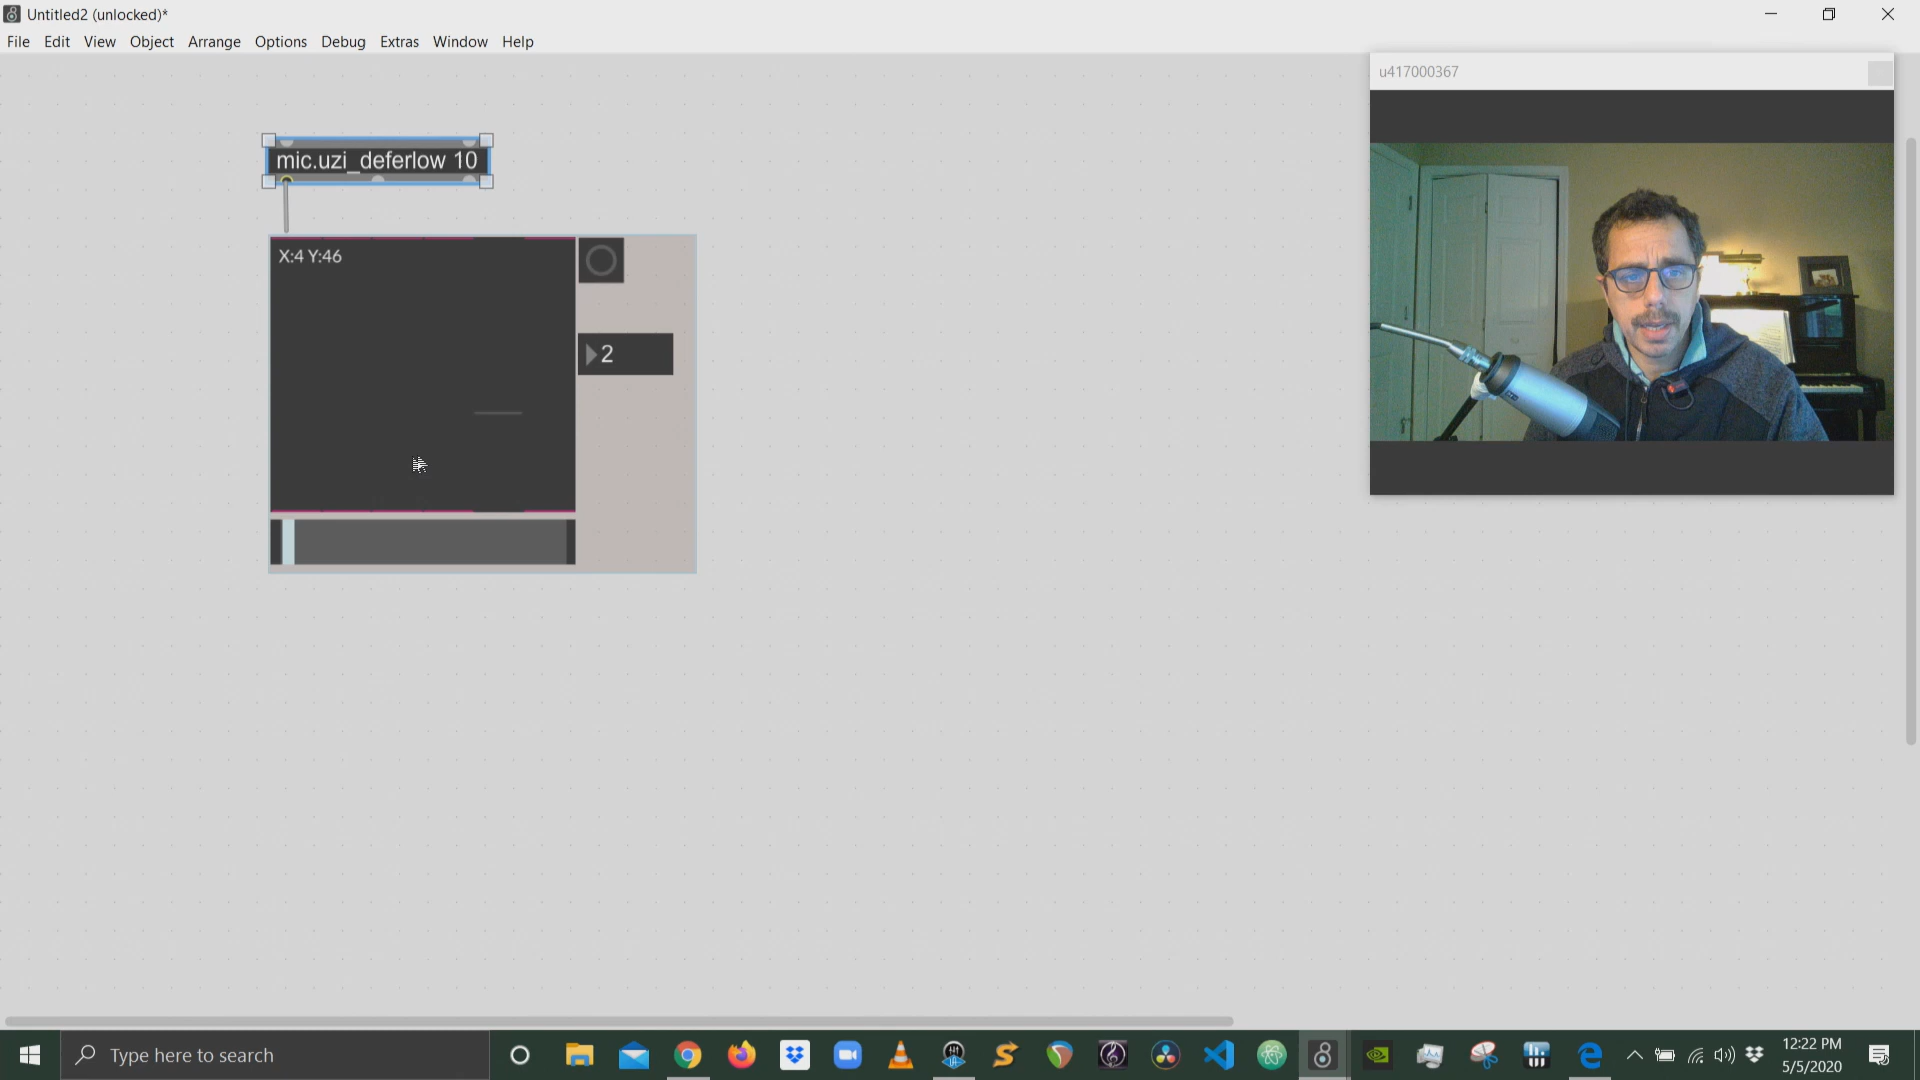 Untitled2 (unlocked)*
File Edit View Object Arrange Options Debug Extras Window Help
u417000367
mic.uzi_deferlow 10
X:4 Y:46
2
Type here to search
12:22 PM
5/5/2020